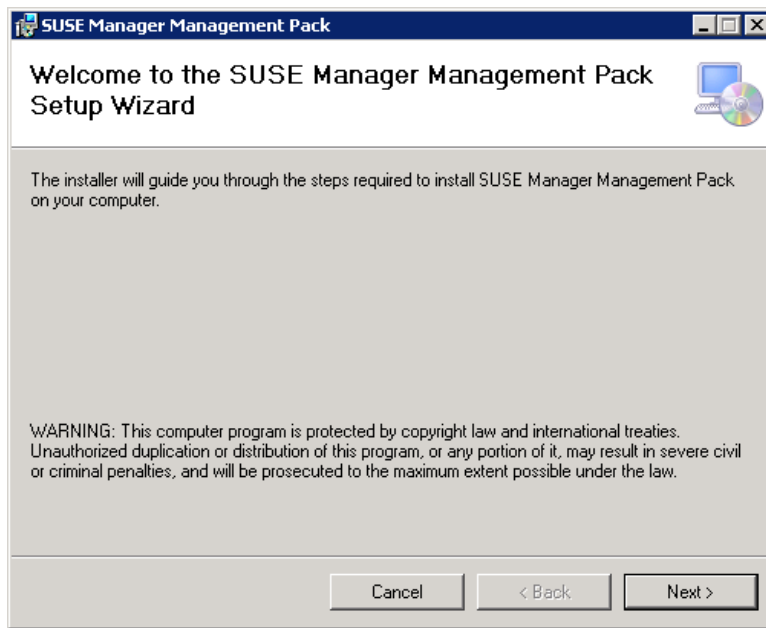 SUSE Manager Management Pack
Welcome to the SUSE Manager Management Pack
Setup Wizard
The installer will guide you through the steps required to install SUSE Manager Management Pack
on your computer.
WARNING: This computer program is protected by copyright law and international treaties.
Unauthorized duplication or distribution of this program, or any portion of it, may result in severe civil
or criminal penalties, and will be prosecuted to the maximum extent possible under the law.
Cancel < Back Next >